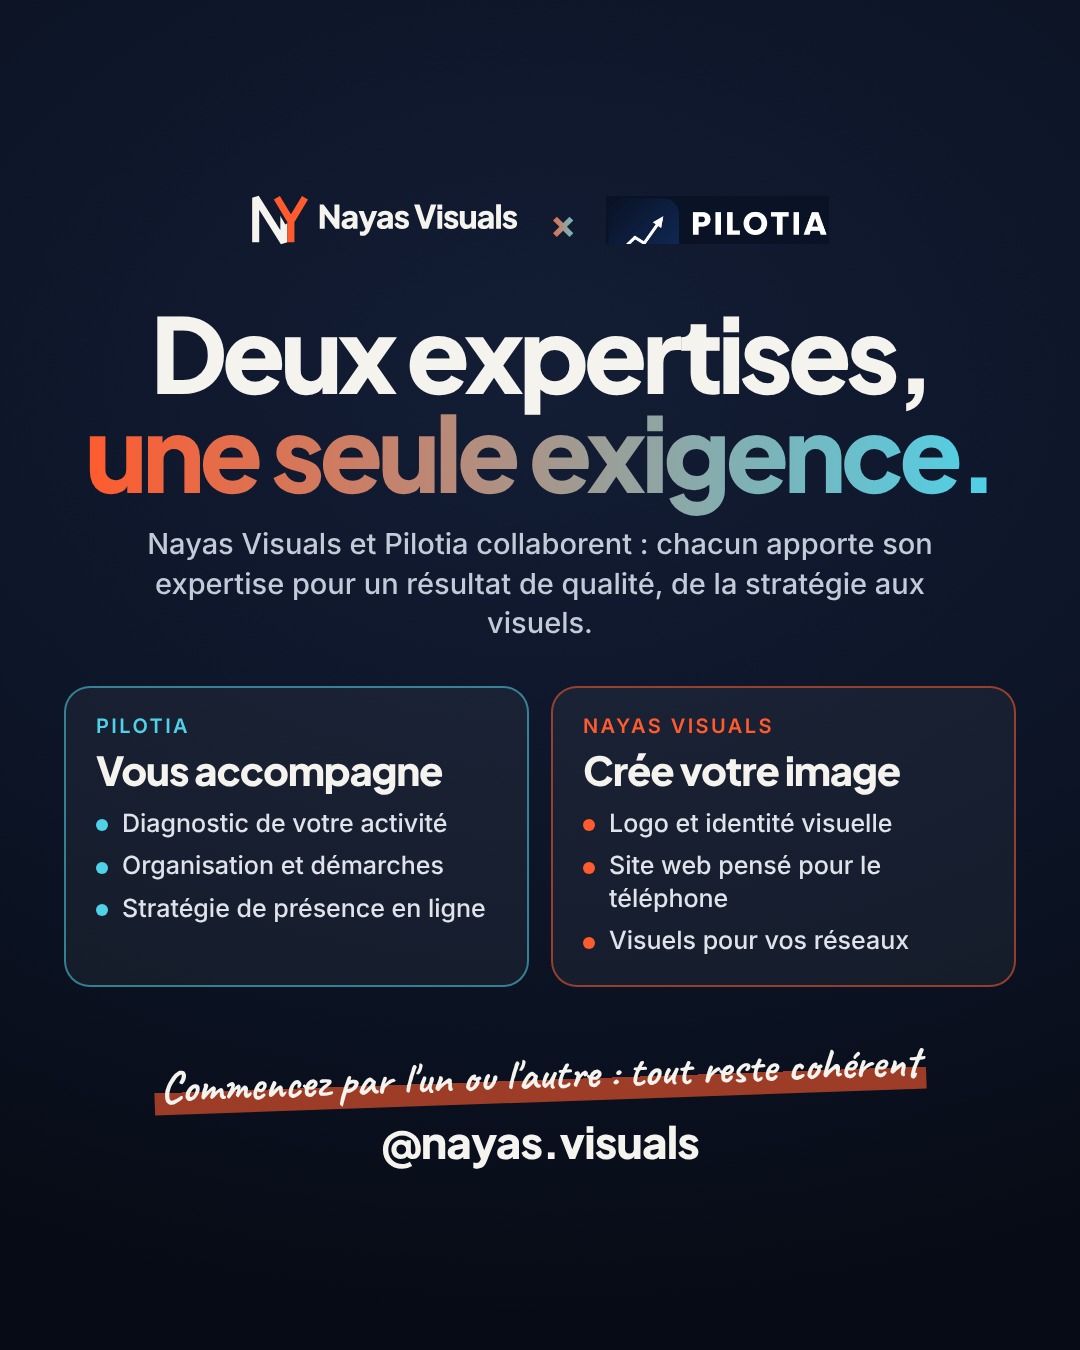 NY Nayas Visuals × PILOTIA
Deux expertises,
une seule exigence.
Nayas Visuals et Pilotia collaborent : chacun apporte son
expertise pour un résultat de qualité, de la stratégie aux
visuels.
PILOTIA
Vous accompagne
Diagnostic de votre activité
Organisation et démarches
Stratégie de présence en ligne
NAYAS VISUALS
Crée votre image
Logo et identité visuelle
Site web pensé pour le
téléphone
Visuels pour vos réseaux
Commencez par l'un ou l'autre : tout reste cohérent
@nayas.visuals